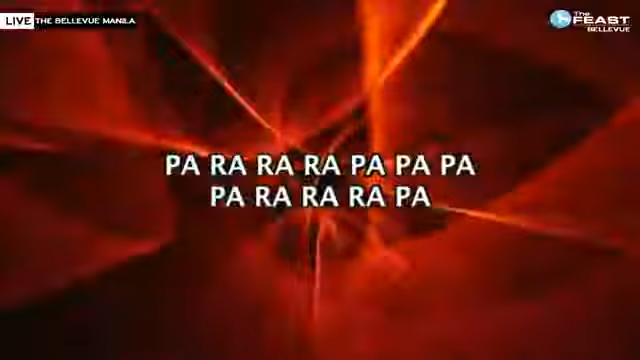 LIVE THE BELLEVUE MANILA
The
FEAST
BELLEVUE
PA RA RA RA PA PA PA
PA RA RA RA PA